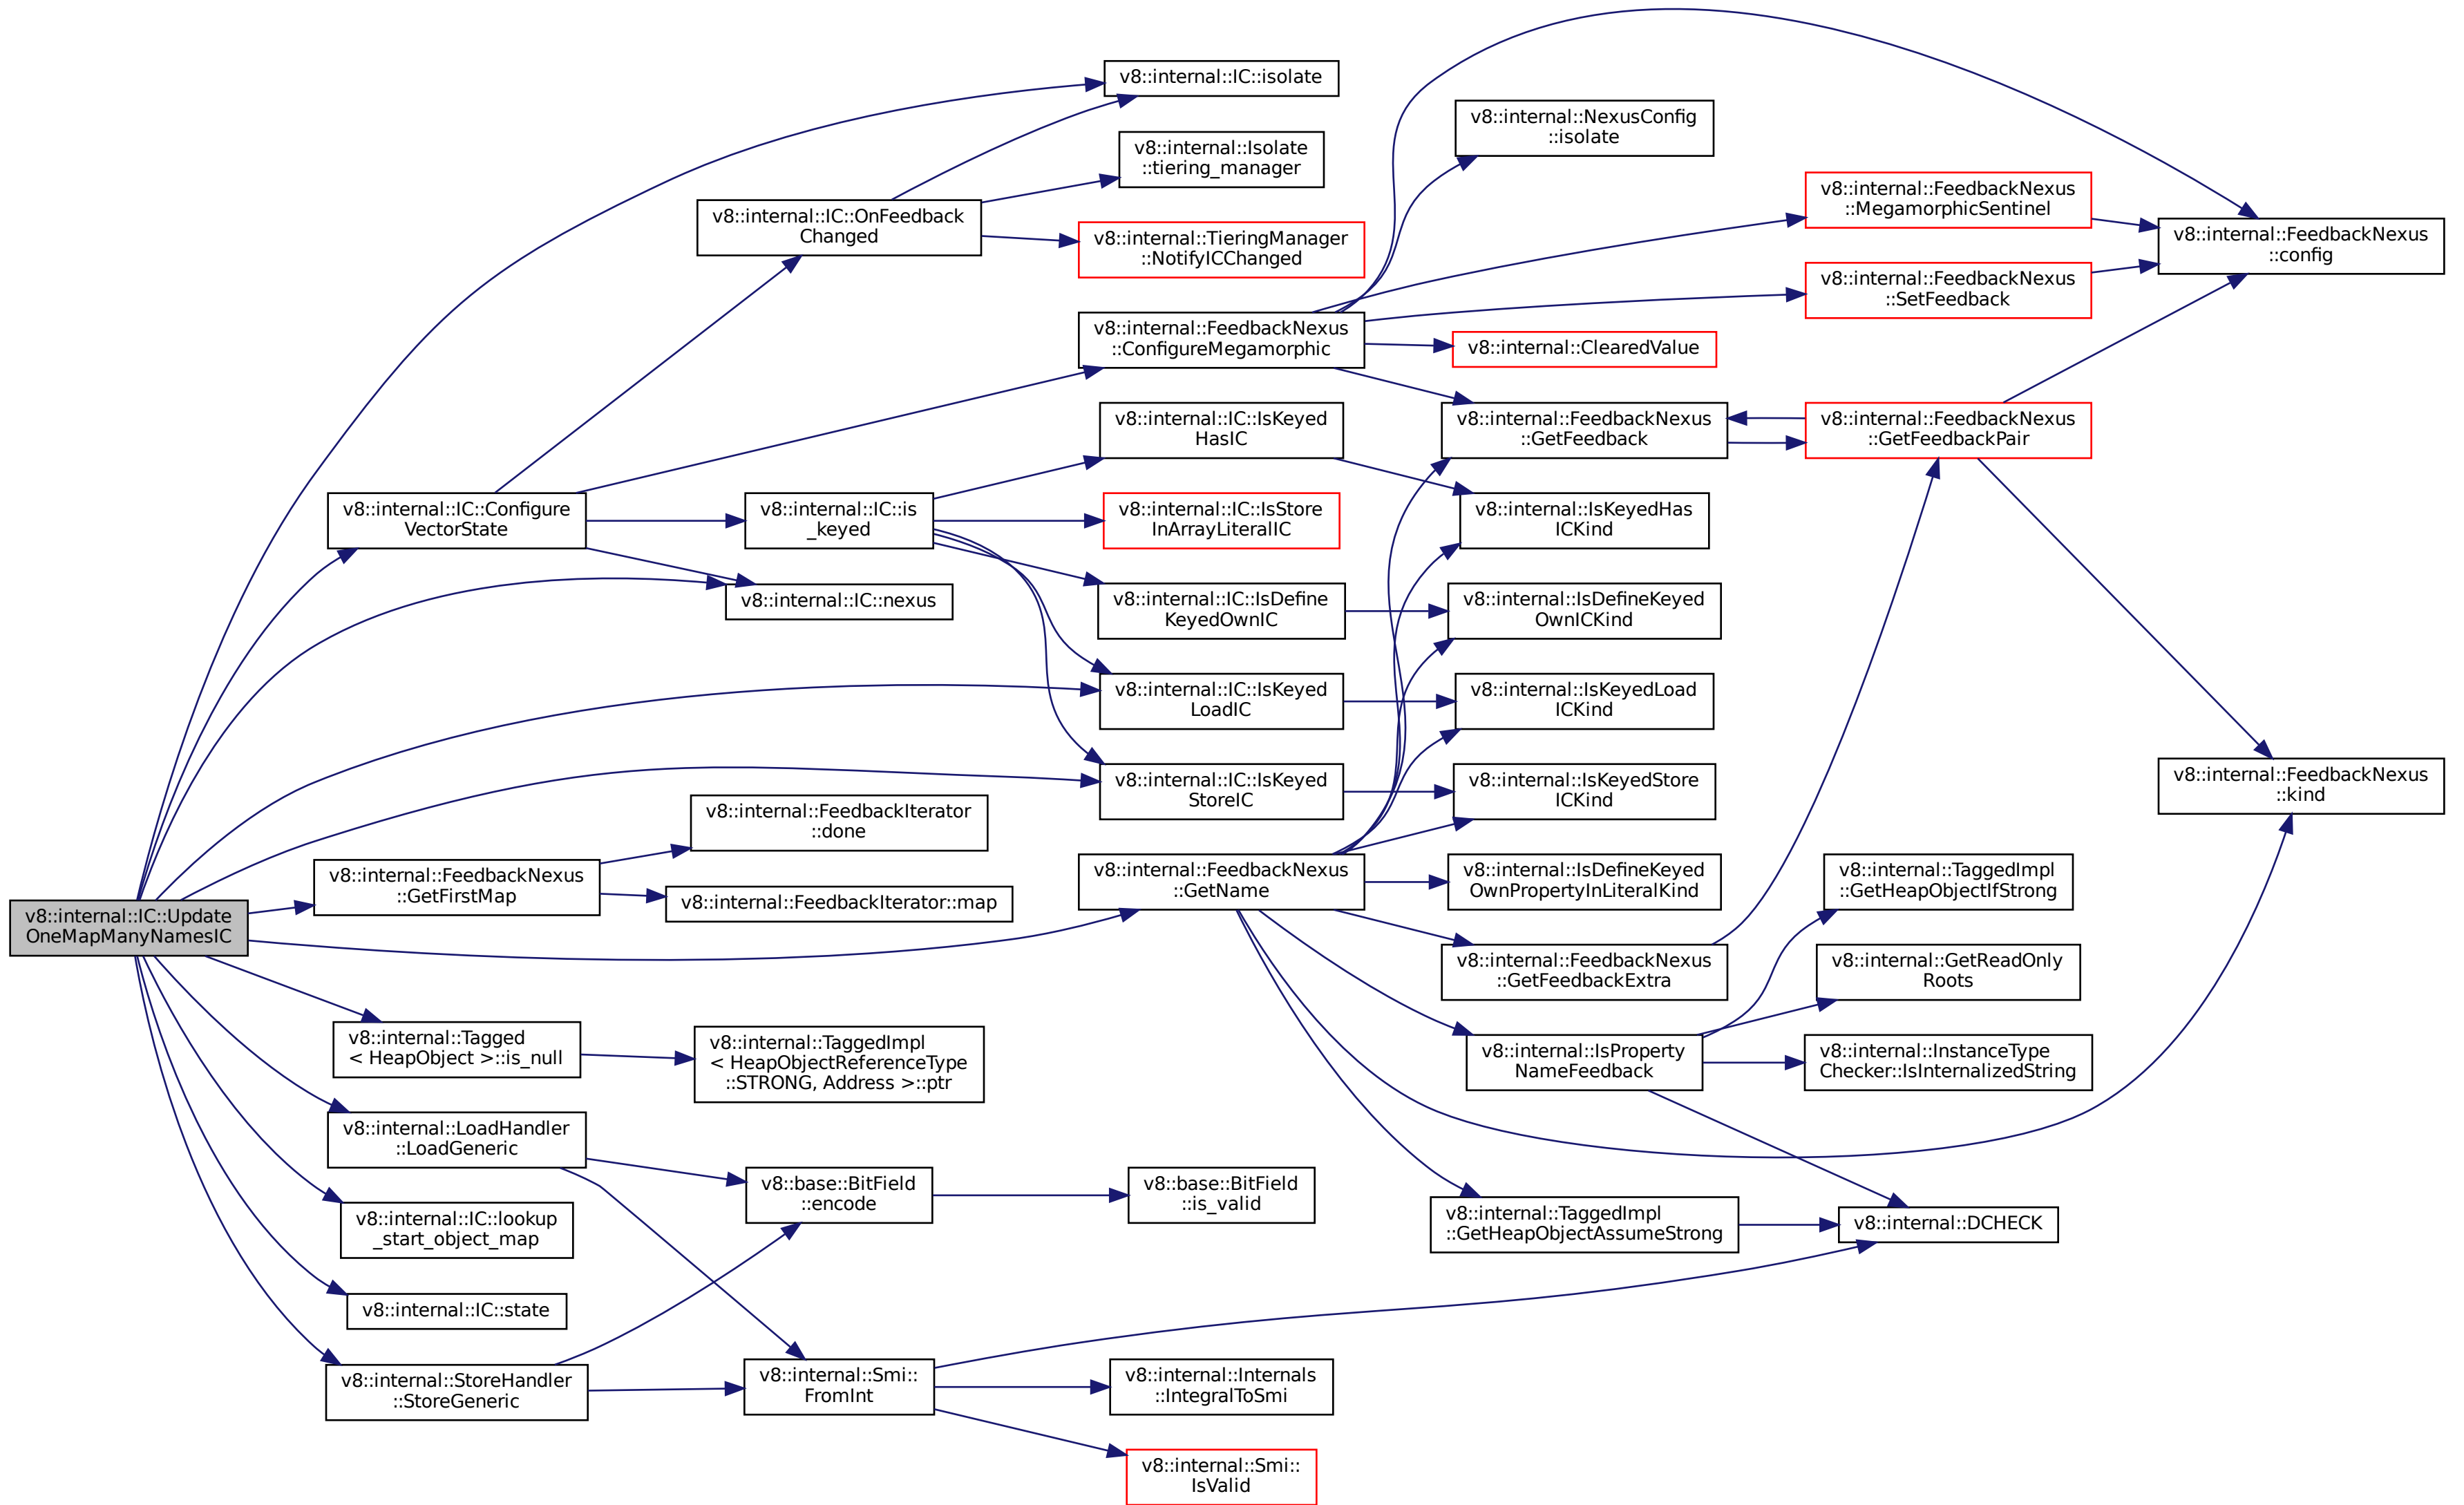 v8::internal::IC::Update
OneMapManyNamesIC
v8::internal::IC::Configure
VectorState
v8::internal::IC::nexus
v8::internal::FeedbackNexus
::GetFirstMap
v8::internal::Tagged
< HeapObject >::is_null
v8::internal::LoadHandler
::LoadGeneric
v8::internal::IC::lookup
_start_object_map
v8::internal::IC::state
v8::internal::StoreHandler
::StoreGeneric
v8::internal::IC::OnFeedback
Changed
v8::internal::IC::is
_keyed
v8::internal::FeedbackIterator
::done
v8::internal::FeedbackIterator::map
v8::internal::TaggedImpl
< HeapObjectReferenceType
::STRONG, Address >::ptr
v8::base::BitField
::encode
v8::internal::Smi::
FromInt
v8::internal::IC::isolate
v8::internal::Isolate
::tiering_manager
v8::internal::TieringManager
::NotifyICChanged
v8::internal::FeedbackNexus
::ConfigureMegamorphic
v8::internal::IC::IsKeyed
HasIC
v8::internal::IC::IsStore
InArrayLiteralIC
v8::internal::IC::IsDefine
KeyedOwnIC
v8::internal::IC::IsKeyed
LoadIC
v8::internal::IC::IsKeyed
StoreIC
v8::internal::FeedbackNexus
::GetName
v8::base::BitField
::is_valid
v8::internal::Internals
::IntegralToSmi
v8::internal::Smi::
IsValid
v8::internal::NexusConfig
::isolate
v8::internal::ClearedValue
v8::internal::FeedbackNexus
::GetFeedback
v8::internal::IsKeyedHas
ICKind
v8::internal::IsDefineKeyed
OwnICKind
v8::internal::IsKeyedLoad
ICKind
v8::internal::IsKeyedStore
ICKind
v8::internal::IsDefineKeyed
OwnPropertyInLiteralKind
v8::internal::FeedbackNexus
::GetFeedbackExtra
v8::internal::IsProperty
NameFeedback
v8::internal::TaggedImpl
::GetHeapObjectAssumeStrong
v8::internal::FeedbackNexus
::MegamorphicSentinel
v8::internal::FeedbackNexus
::SetFeedback
v8::internal::FeedbackNexus
::GetFeedbackPair
v8::internal::TaggedImpl
::GetHeapObjectIfStrong
v8::internal::GetReadOnly
Roots
v8::internal::InstanceType
Checker::IsInternalizedString
v8::internal::DCHECK
v8::internal::FeedbackNexus
::config
v8::internal::FeedbackNexus
::kind